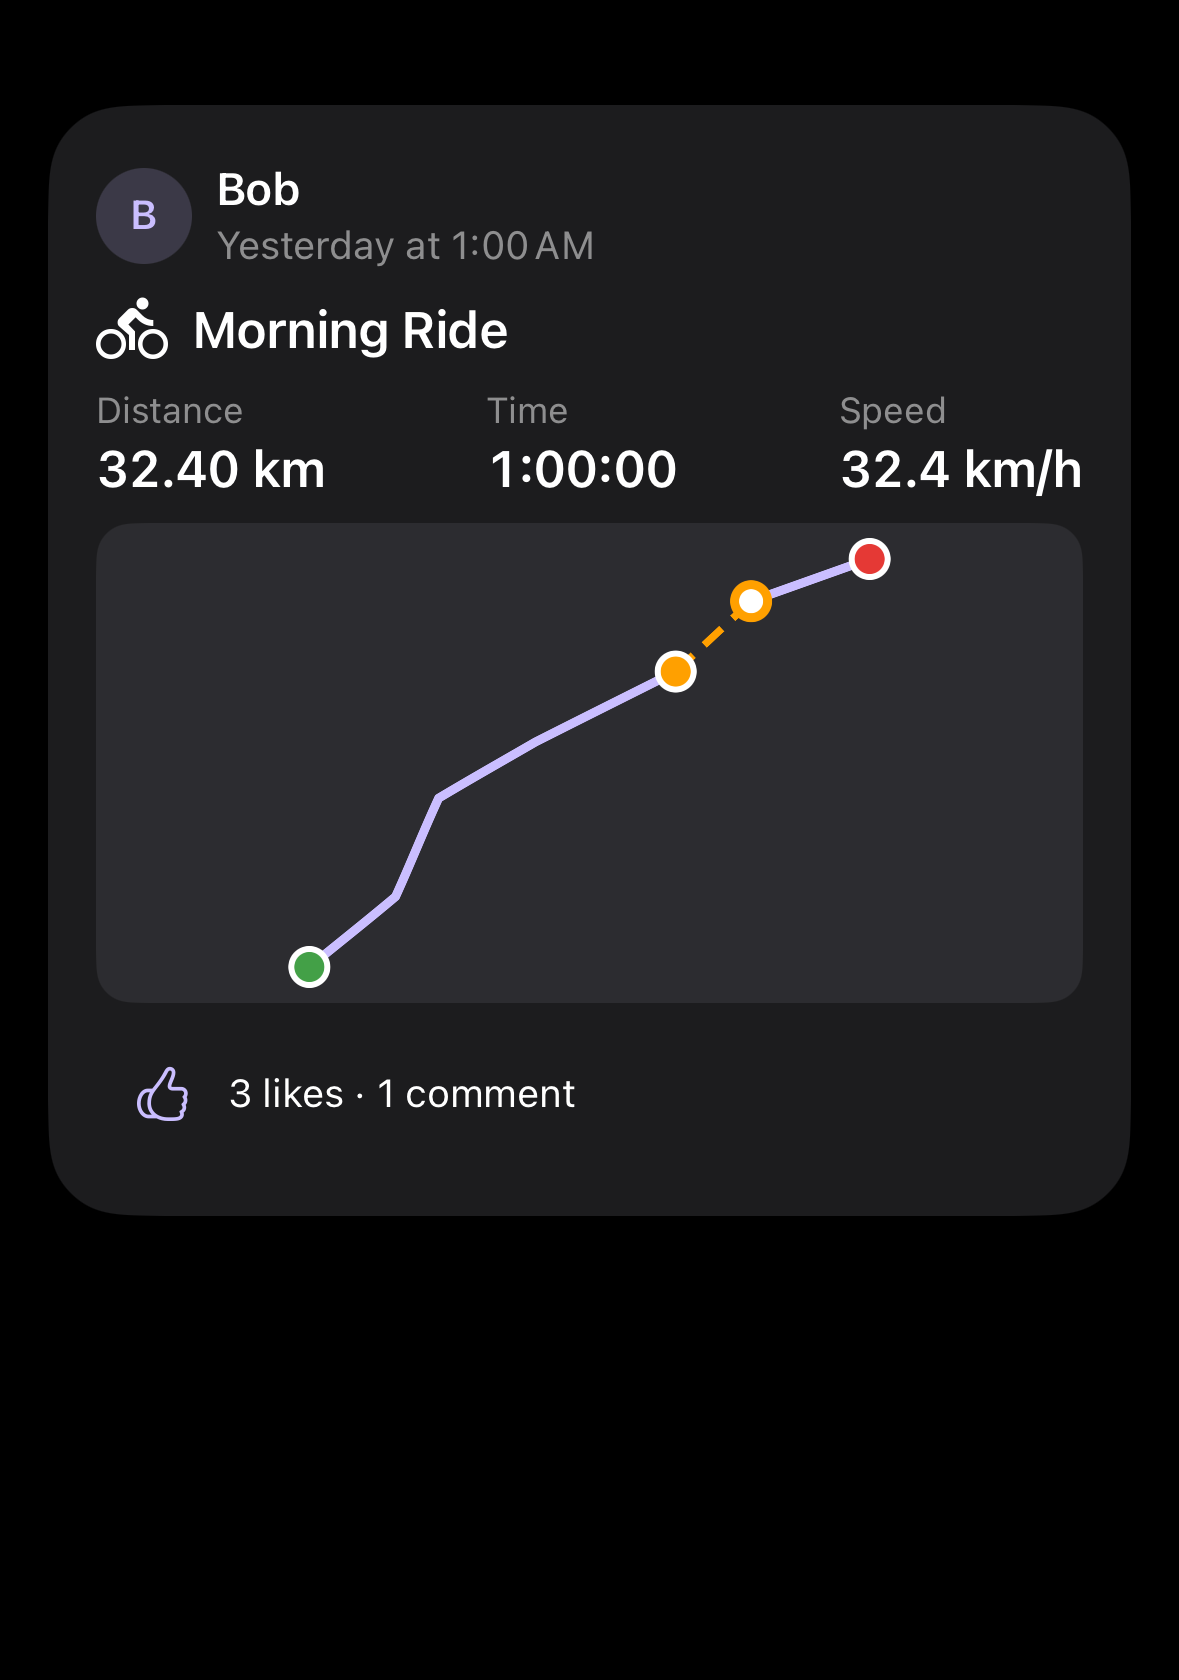 B
Bob
Yesterday at 1:00 AM
Morning Ride
Distance Time Speed
32.40 km 1:00:00 32.4 km/h
3 likes · 1 comment